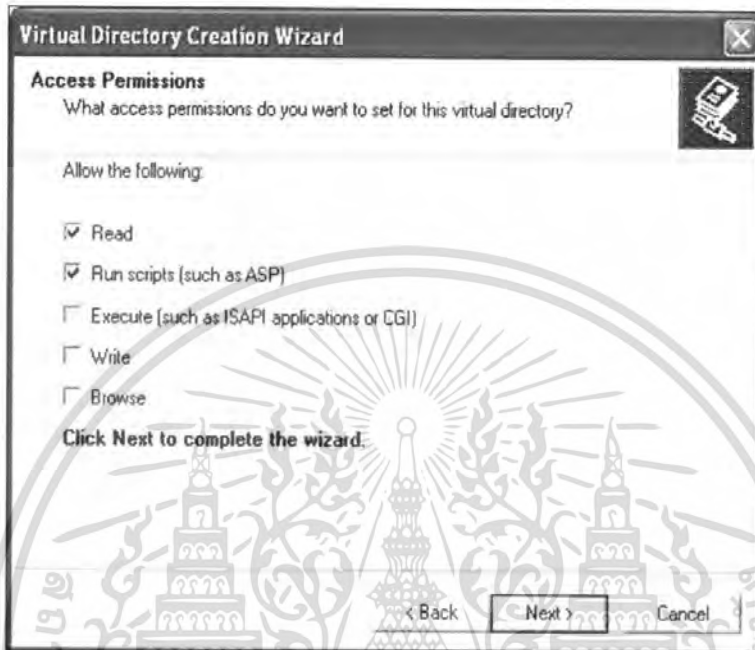 Virtual Directory Creation Wizard
Access Permissions
What access permissions do you want to set for this virtual directory?
Allow the following:
Read
Run scripts (such as ASP)
Execute (such as ISAPI applications or CGI)
Write
Browse
Click Next to complete the wizard.
< Back
Next >
Cancel